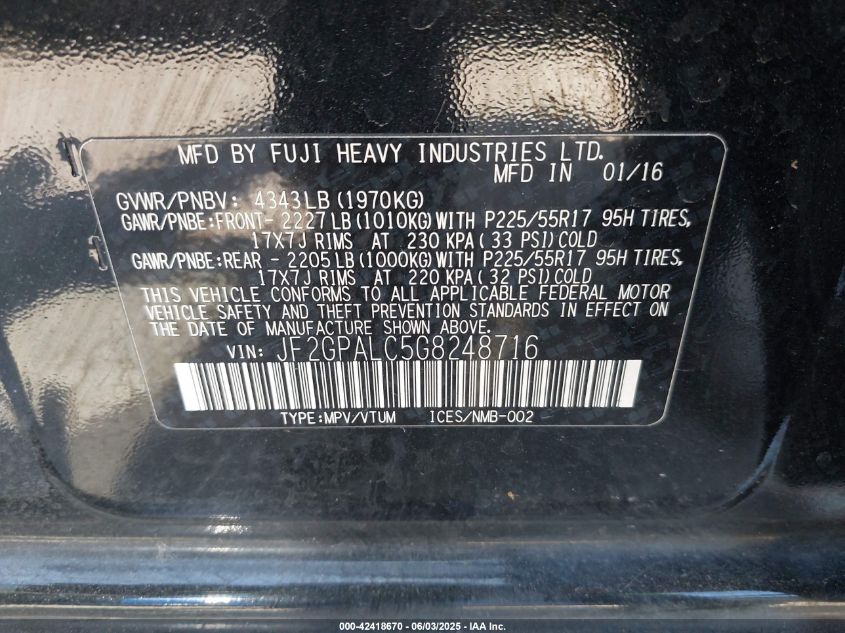 MFD BY FUJI HEAVY INDUSTRIES LTD.
MFD IN 01/16
GVWR/PNBV: 4343LB (1970KG)
GAWR/PNBE:FRONT- 2227LB (1010KG) WITH P225/55R17 95H TIRES,
17X7J RIMS AT 230 KPA ( 33 PSI) COLD
GAWR/PNBE:REAR - 2205LB (1000KG) WITH P225/55R17 95H TIRES,
17X7J RIMS AT 220 KPA ( 32 PSI) COLD
THIS VEHICLE CONFORMS TO ALL APPLICABLE FEDERAL MOTOR
VEHICLE SAFETY AND THEFT PREVENTION STANDARDS IN EFFECT ON
THE DATE OF MANUFACTURE SHOWN ABOVE.
VIN: JF2GPALC5G8248716
TYPE:MPV/VTUM ICES/NMB-002
000-42418670 - 06/03/2025 - IAA Inc.